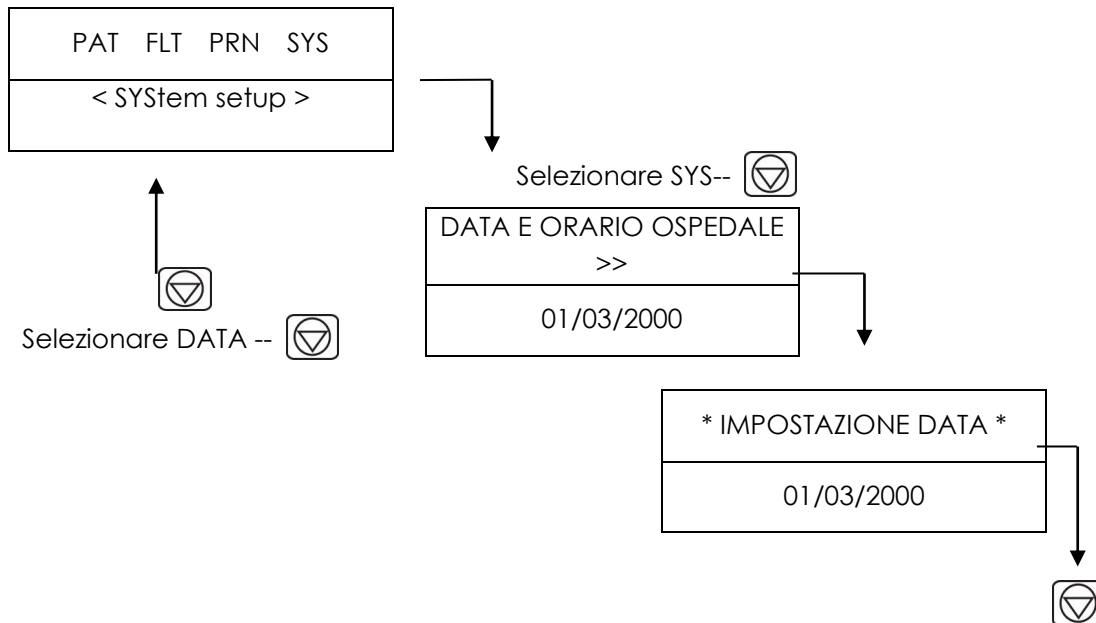 PAT FLT PRN SYS
< SYStem setup >
Selezionare SYS--
DATA E ORARIO OSPEDALE
>>
01/03/2000
Selezionare DATA --
* IMPOSTAZIONE DATA *
01/03/2000